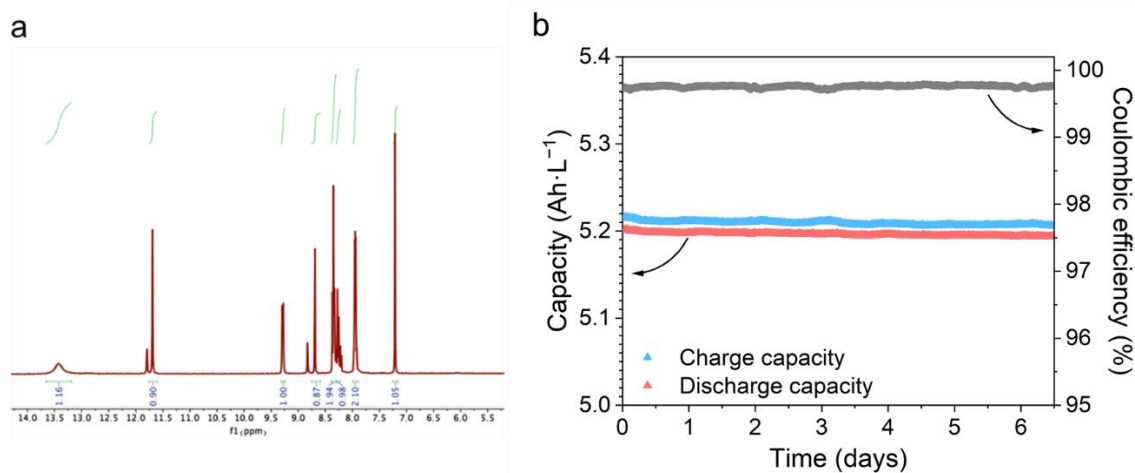 a
1.16
0.90
1.00
0.87
1.94
0.98
2.10
1.05
14.0 13.5 13.0 12.5 12.0 11.5 11.0 10.5 10.0 9.5 9.0 8.5 8.0 7.5 7.0 6.5 6.0 5.5
f1 (ppm)
b
5.4
5.3
5.2
5.1
5.0
Capacity (Ah·L⁻¹)
Charge capacity
Discharge capacity
0 1 2 3 4 5 6
Time (days)
100
99
98
97
96
95
Coulombic efficiency (%)